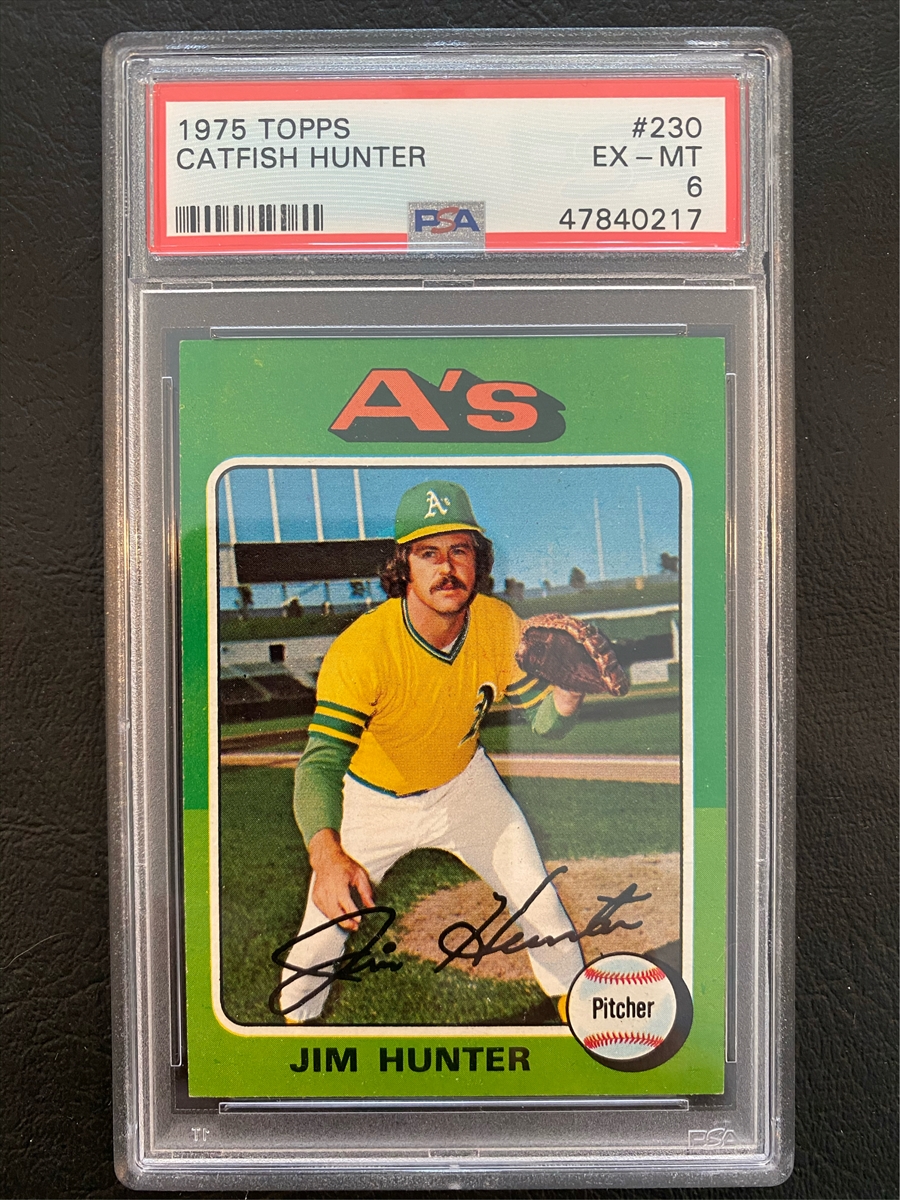 1975 TOPPS #230
CATFISH HUNTER EX – MT
6
PSA 47840217
A's
A's
Jim Hunter
Pitcher
JIM HUNTER
PSA